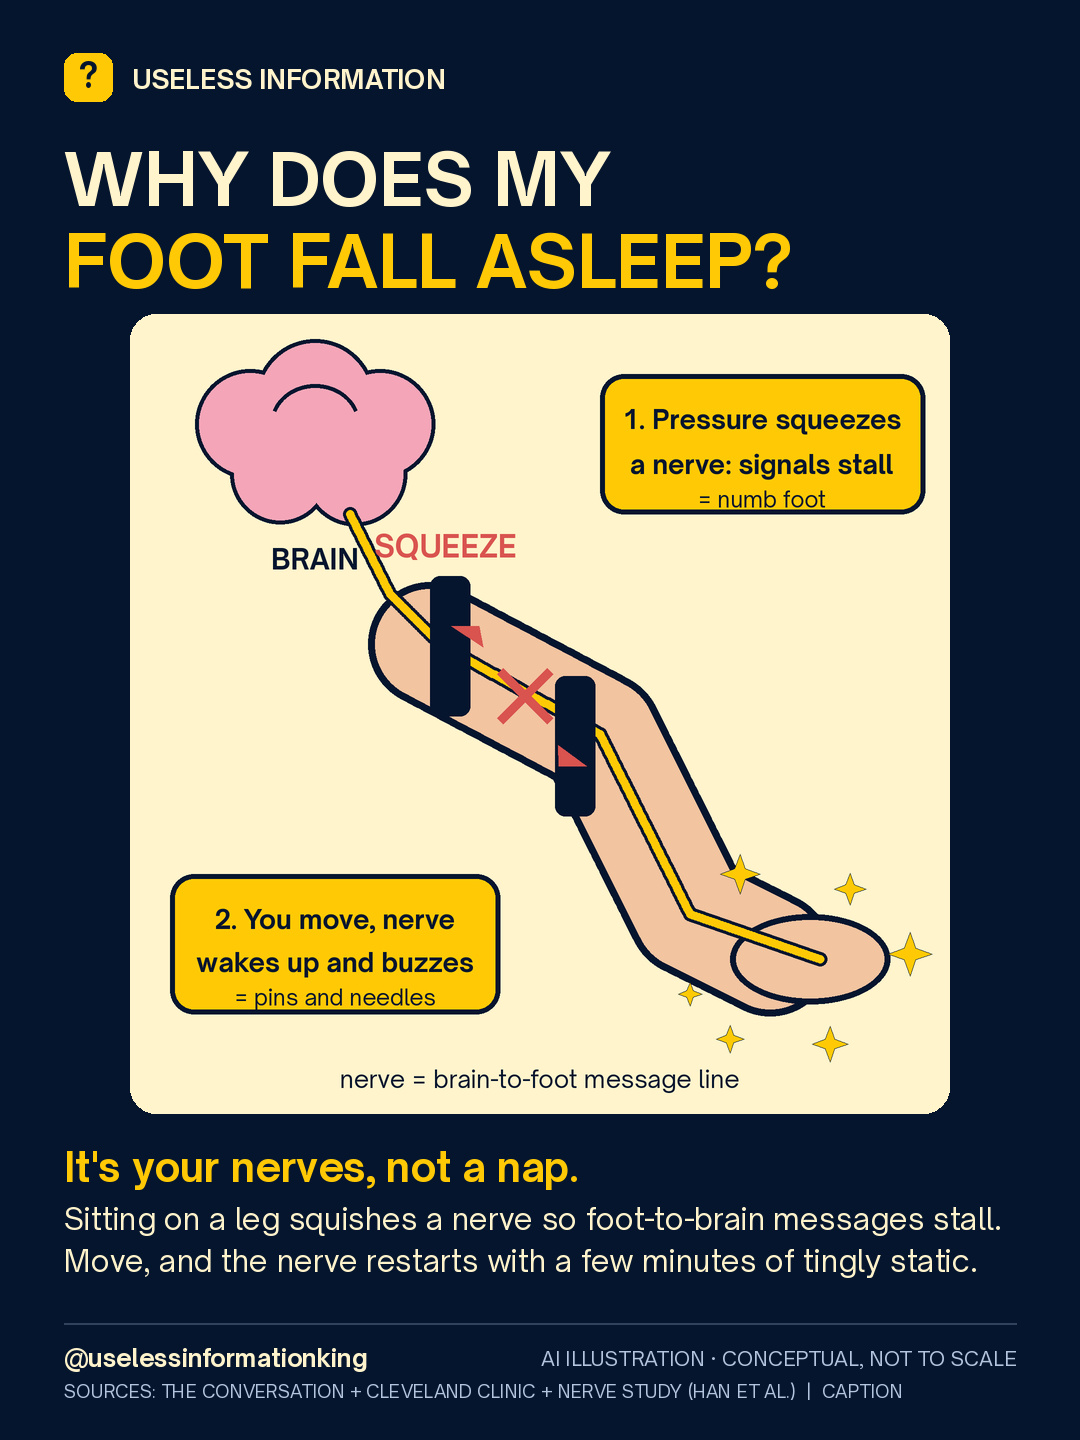 ?
USELESS INFORMATION
WHY DOES MY
FOOT FALL ASLEEP?
1. Pressure squeezes
a nerve: signals stall
= numb foot
SQUEEZE
BRAIN
2. You move, nerve
wakes up and buzzes
= pins and needles
nerve = brain-to-foot message line
It's your nerves, not a nap.
Sitting on a leg squishes a nerve so foot-to-brain messages stall.
Move, and the nerve restarts with a few minutes of tingly static.
@uselessinformationking
AI ILLUSTRATION · CONCEPTUAL, NOT TO SCALE
SOURCES: THE CONVERSATION + CLEVELAND CLINIC + NERVE STUDY (HAN ET AL.) | CAPTION